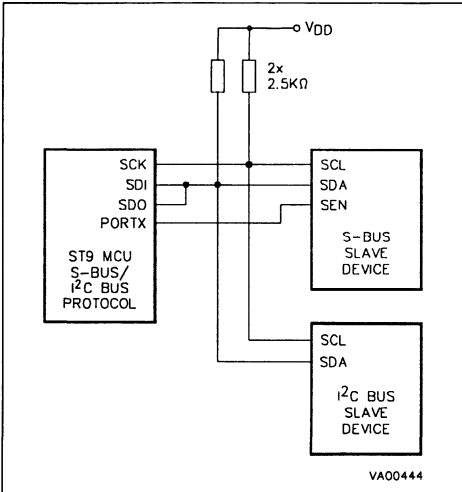 VDD
2x
2.5KΩ
SCK
SDI
SDO
PORTX
ST9 MCU
S-BUS/
I²C BUS
PROTOCOL
SCL
SDA
SEN
S-BUS
SLAVE
DEVICE
SCL
SDA
I²C BUS
SLAVE
DEVICE
VA00444